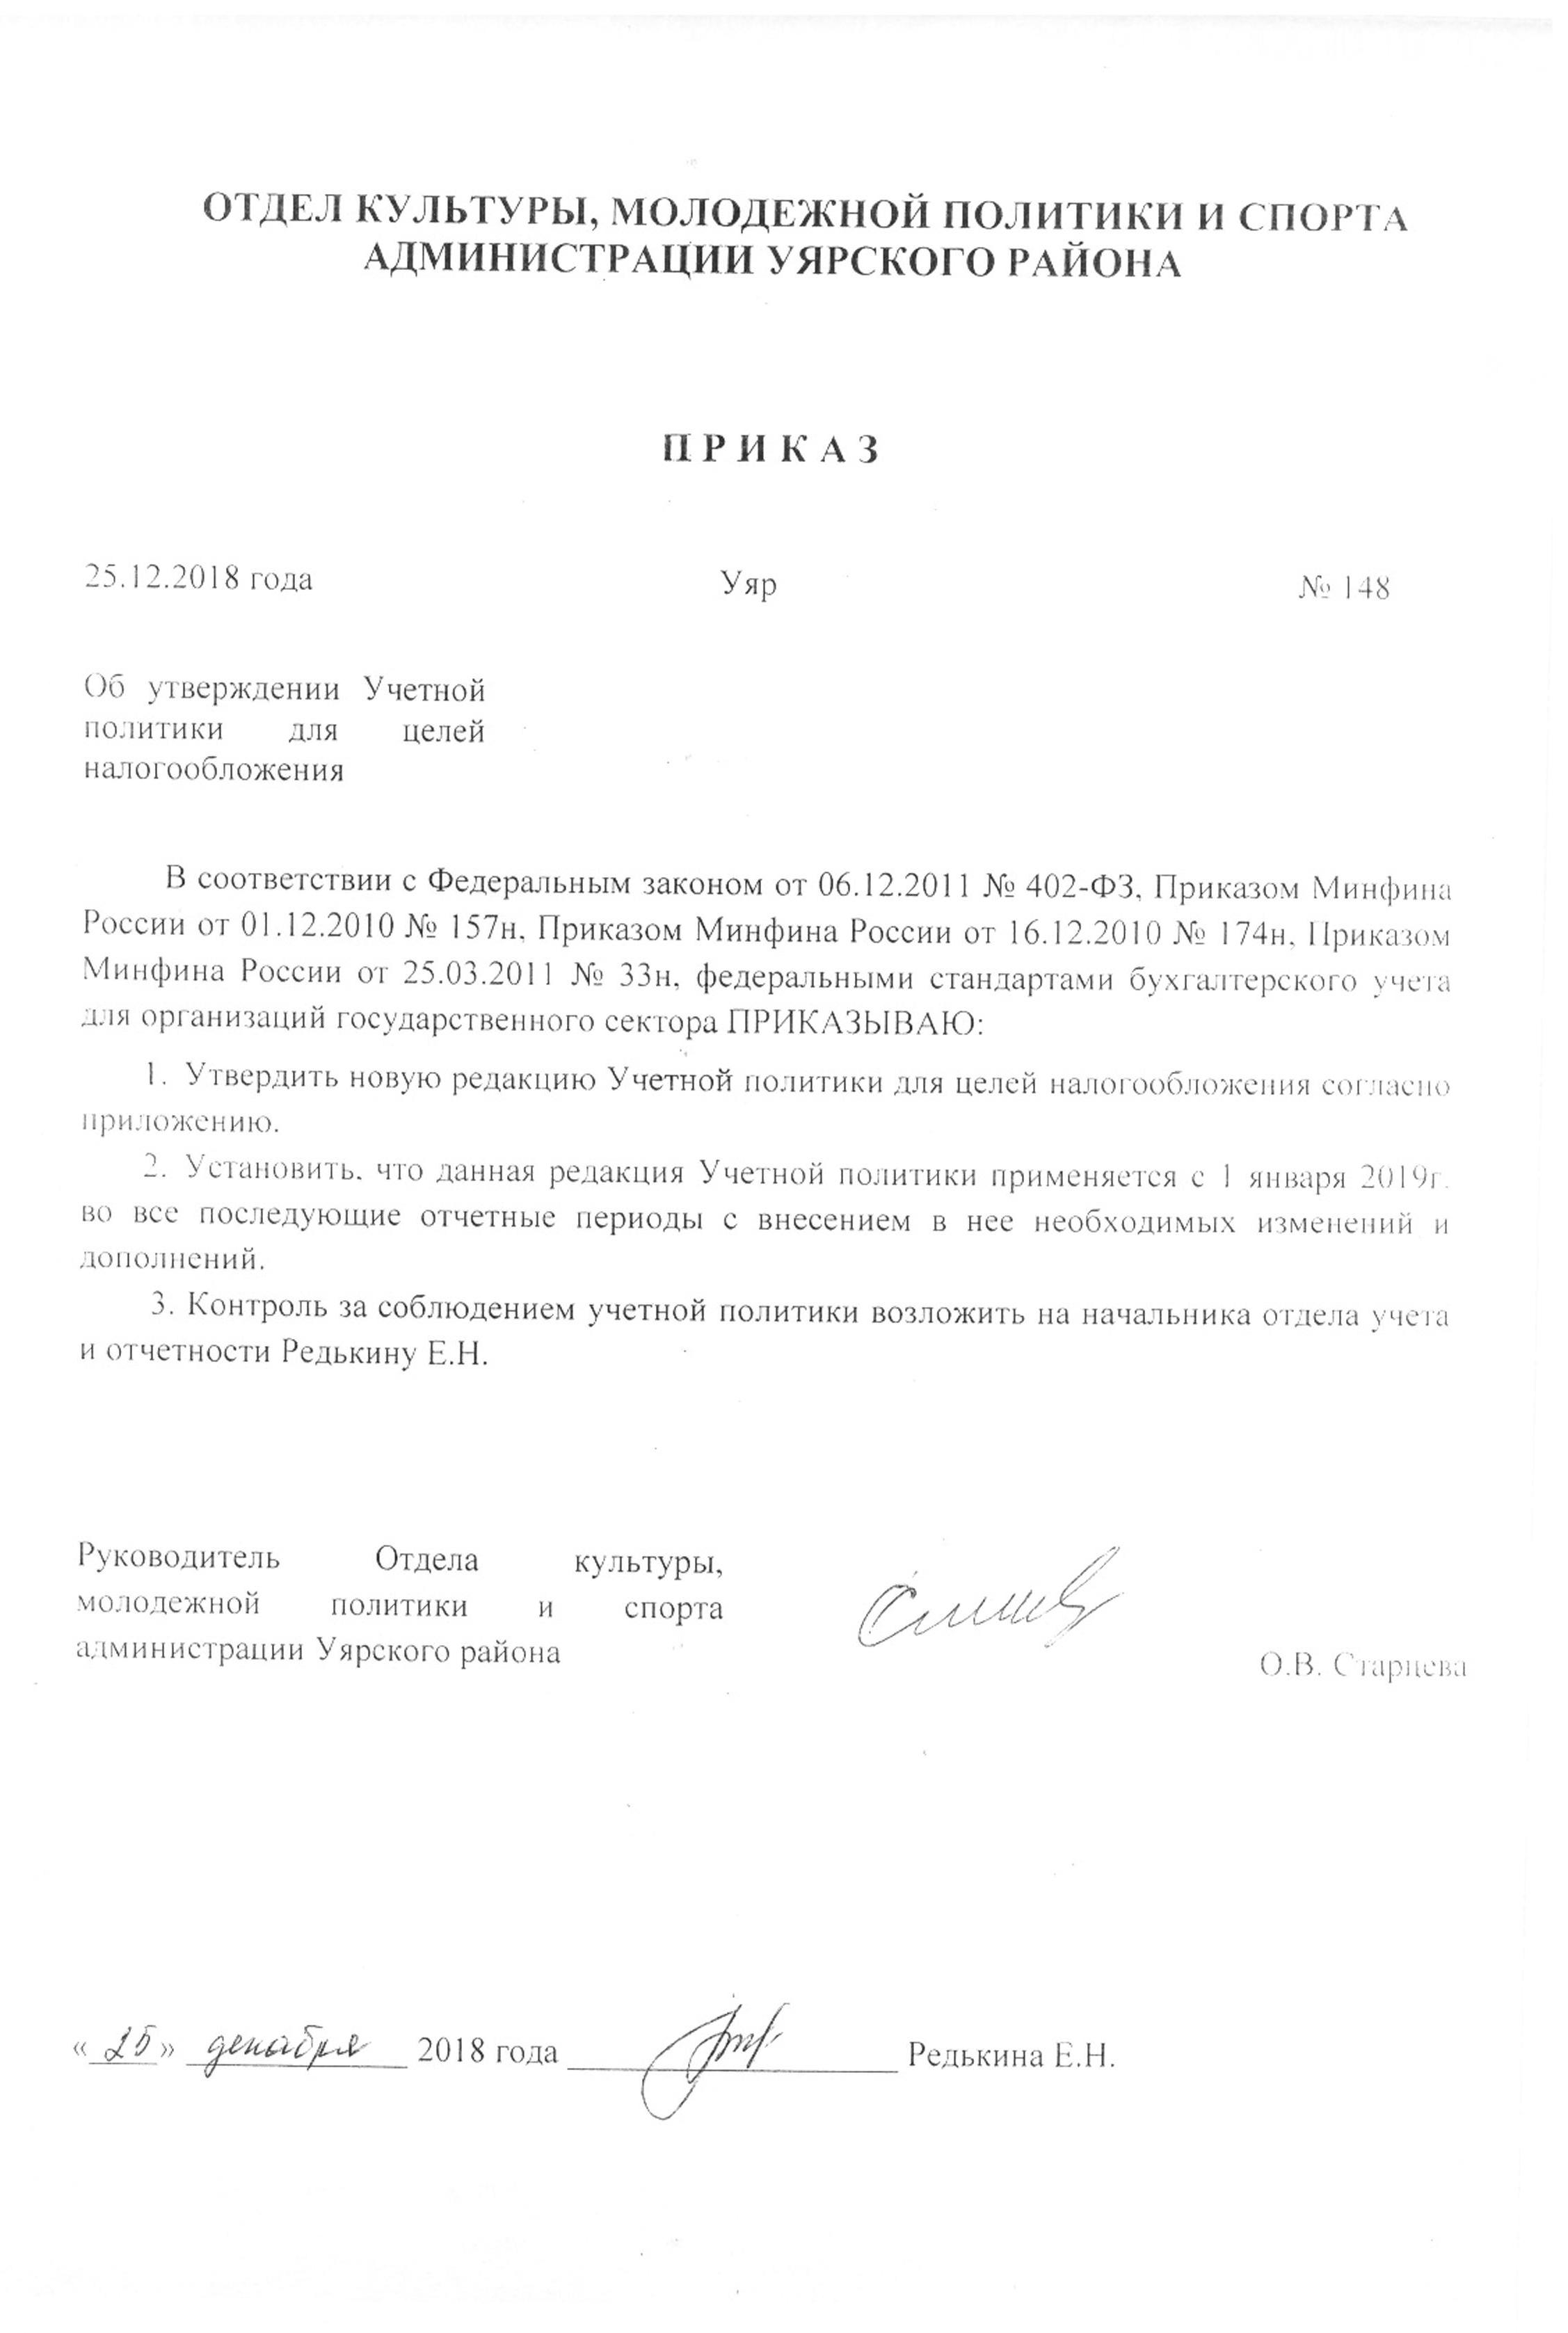 ОТДЕЛ КУЛЬТУРЫ, МОЛОДЕЖНОЙ ПОЛИТИКИ И СПОРТА
АДМИНИСТРАЦИИ УЯРСКОГО РАЙОНА
П Р И К А З
25.12.2018 года Уяр № 148
Об утверждении Учетной
политики для целей
налогообложения
В соответствии с Федеральным законом от 06.12.2011 № 402-ФЗ, Приказом Минфина
России от 01.12.2010 № 157н, Приказом Минфина России от 16.12.2010 № 174н, Приказом
Минфина России от 25.03.2011 № 33н, федеральными стандартами бухгалтерского учета
для организаций государственного сектора ПРИКАЗЫВАЮ:
1. Утвердить новую редакцию Учетной политики для целей налогообложения согласно
приложению.
2. Установить, что данная редакция Учетной политики применяется с 1 января 2019г.
во все последующие отчетные периоды с внесением в нее необходимых изменений и
дополнений.
3. Контроль за соблюдением учетной политики возложить на начальника отдела учета
и отчетности Редькину Е.Н.
Руководитель Отдела культуры,
молодежной политики и спорта
администрации Уярского района
О.В. Старцева
«25» декабря 2018 года Редькина Е.Н.